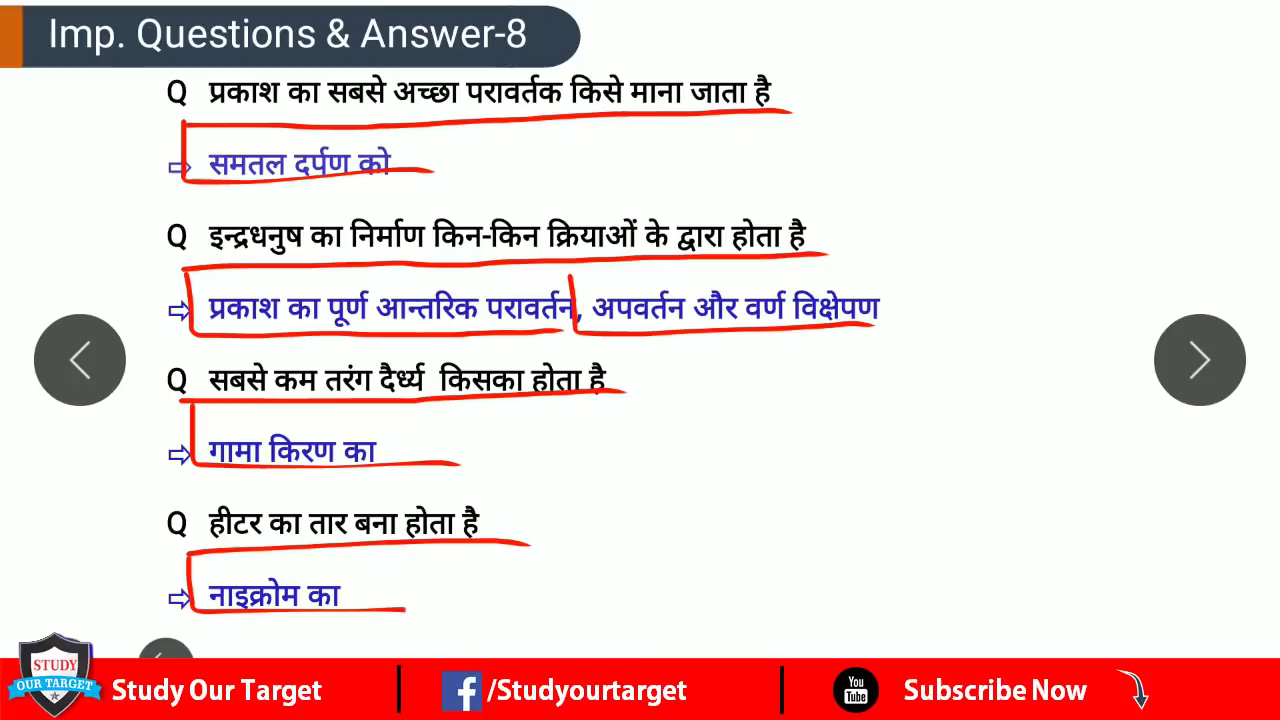 Imp. Questions & Answer-8
Q प्रकाश का सबसे अच्छा परावर्तक किसे माना जाता है
⇨ समतल दर्पण को
Q इन्द्रधनुष का निर्माण किन-किन क्रियाओं के द्वारा होता है
⇨ प्रकाश का पूर्ण आन्तरिक परावर्तन, अपवर्तन और वर्ण विक्षेपण
Q सबसे कम तरंग दैर्ध्य किसका होता है
⇨ गामा किरण का
Q हीटर का तार बना होता है
⇨ नाइक्रोम का
STUDY
OUR TARGET
Study Our Target | f /Studyourtarget | You Tube Subscribe Now